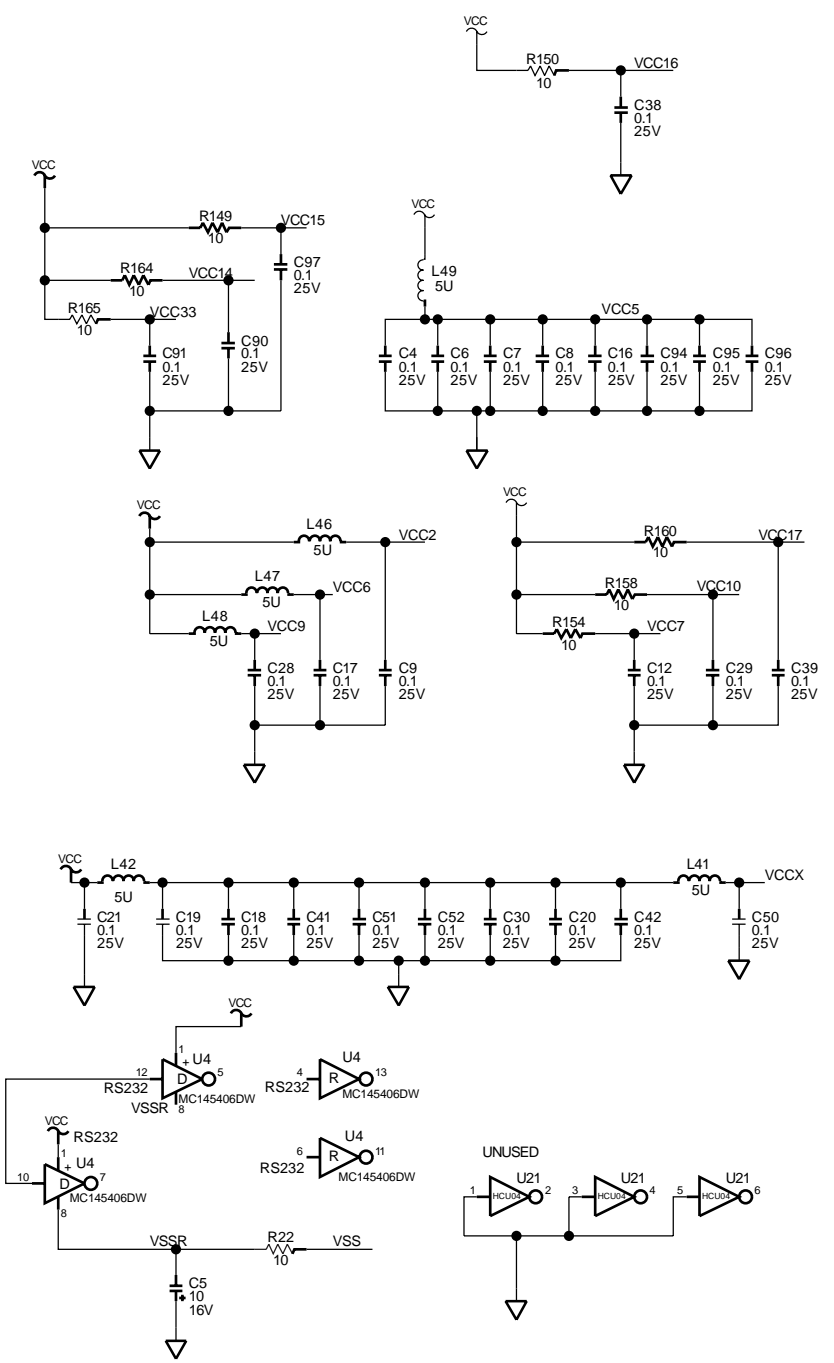 VCC
R150
VCC16
10
C38
0.1
25V
VCC
R149
VCC15
10
C97
0.1
25V
R164
VCC14
10
R165
VCC33
10
C90
0.1
25V
C91
0.1
25V
VCC
L49
5U
VCC5
C4
0.1
25V
C6
0.1
25V
C7
0.1
25V
C8
0.1
25V
C16
0.1
25V
C94
0.1
25V
C95
0.1
25V
C96
0.1
25V
VCC
L46
VCC2
5U
L47
VCC6
5U
L48
VCC9
5U
C28
0.1
25V
C17
0.1
25V
C9
0.1
25V
VCC
R160
VCC17
10
R158
VCC10
10
R154
VCC7
10
C12
0.1
25V
C29
0.1
25V
C39
0.1
25V
VCC
L42
5U
L41
5U
VCCX
C21
0.1
25V
C19
0.1
25V
C18
0.1
25V
C41
0.1
25V
C51
0.1
25V
C52
0.1
25V
C30
0.1
25V
C20
0.1
25V
C42
0.1
25V
C50
0.1
25V
VCC
1
+ U4
12
D
5
RS232
MC145406DW
VSSR
8
U4
4
R
13
RS232
MC145406DW
VCC
RS232
1
+ U4
10
D
7
MC145406DW
8
U4
6
R
11
RS232
MC145406DW
UNUSED
U21
1
HCU04
2
U21
3
HCU04
4
U21
5
HCU04
6
VSSR
R22
VSS
10
C5
10
+
16V